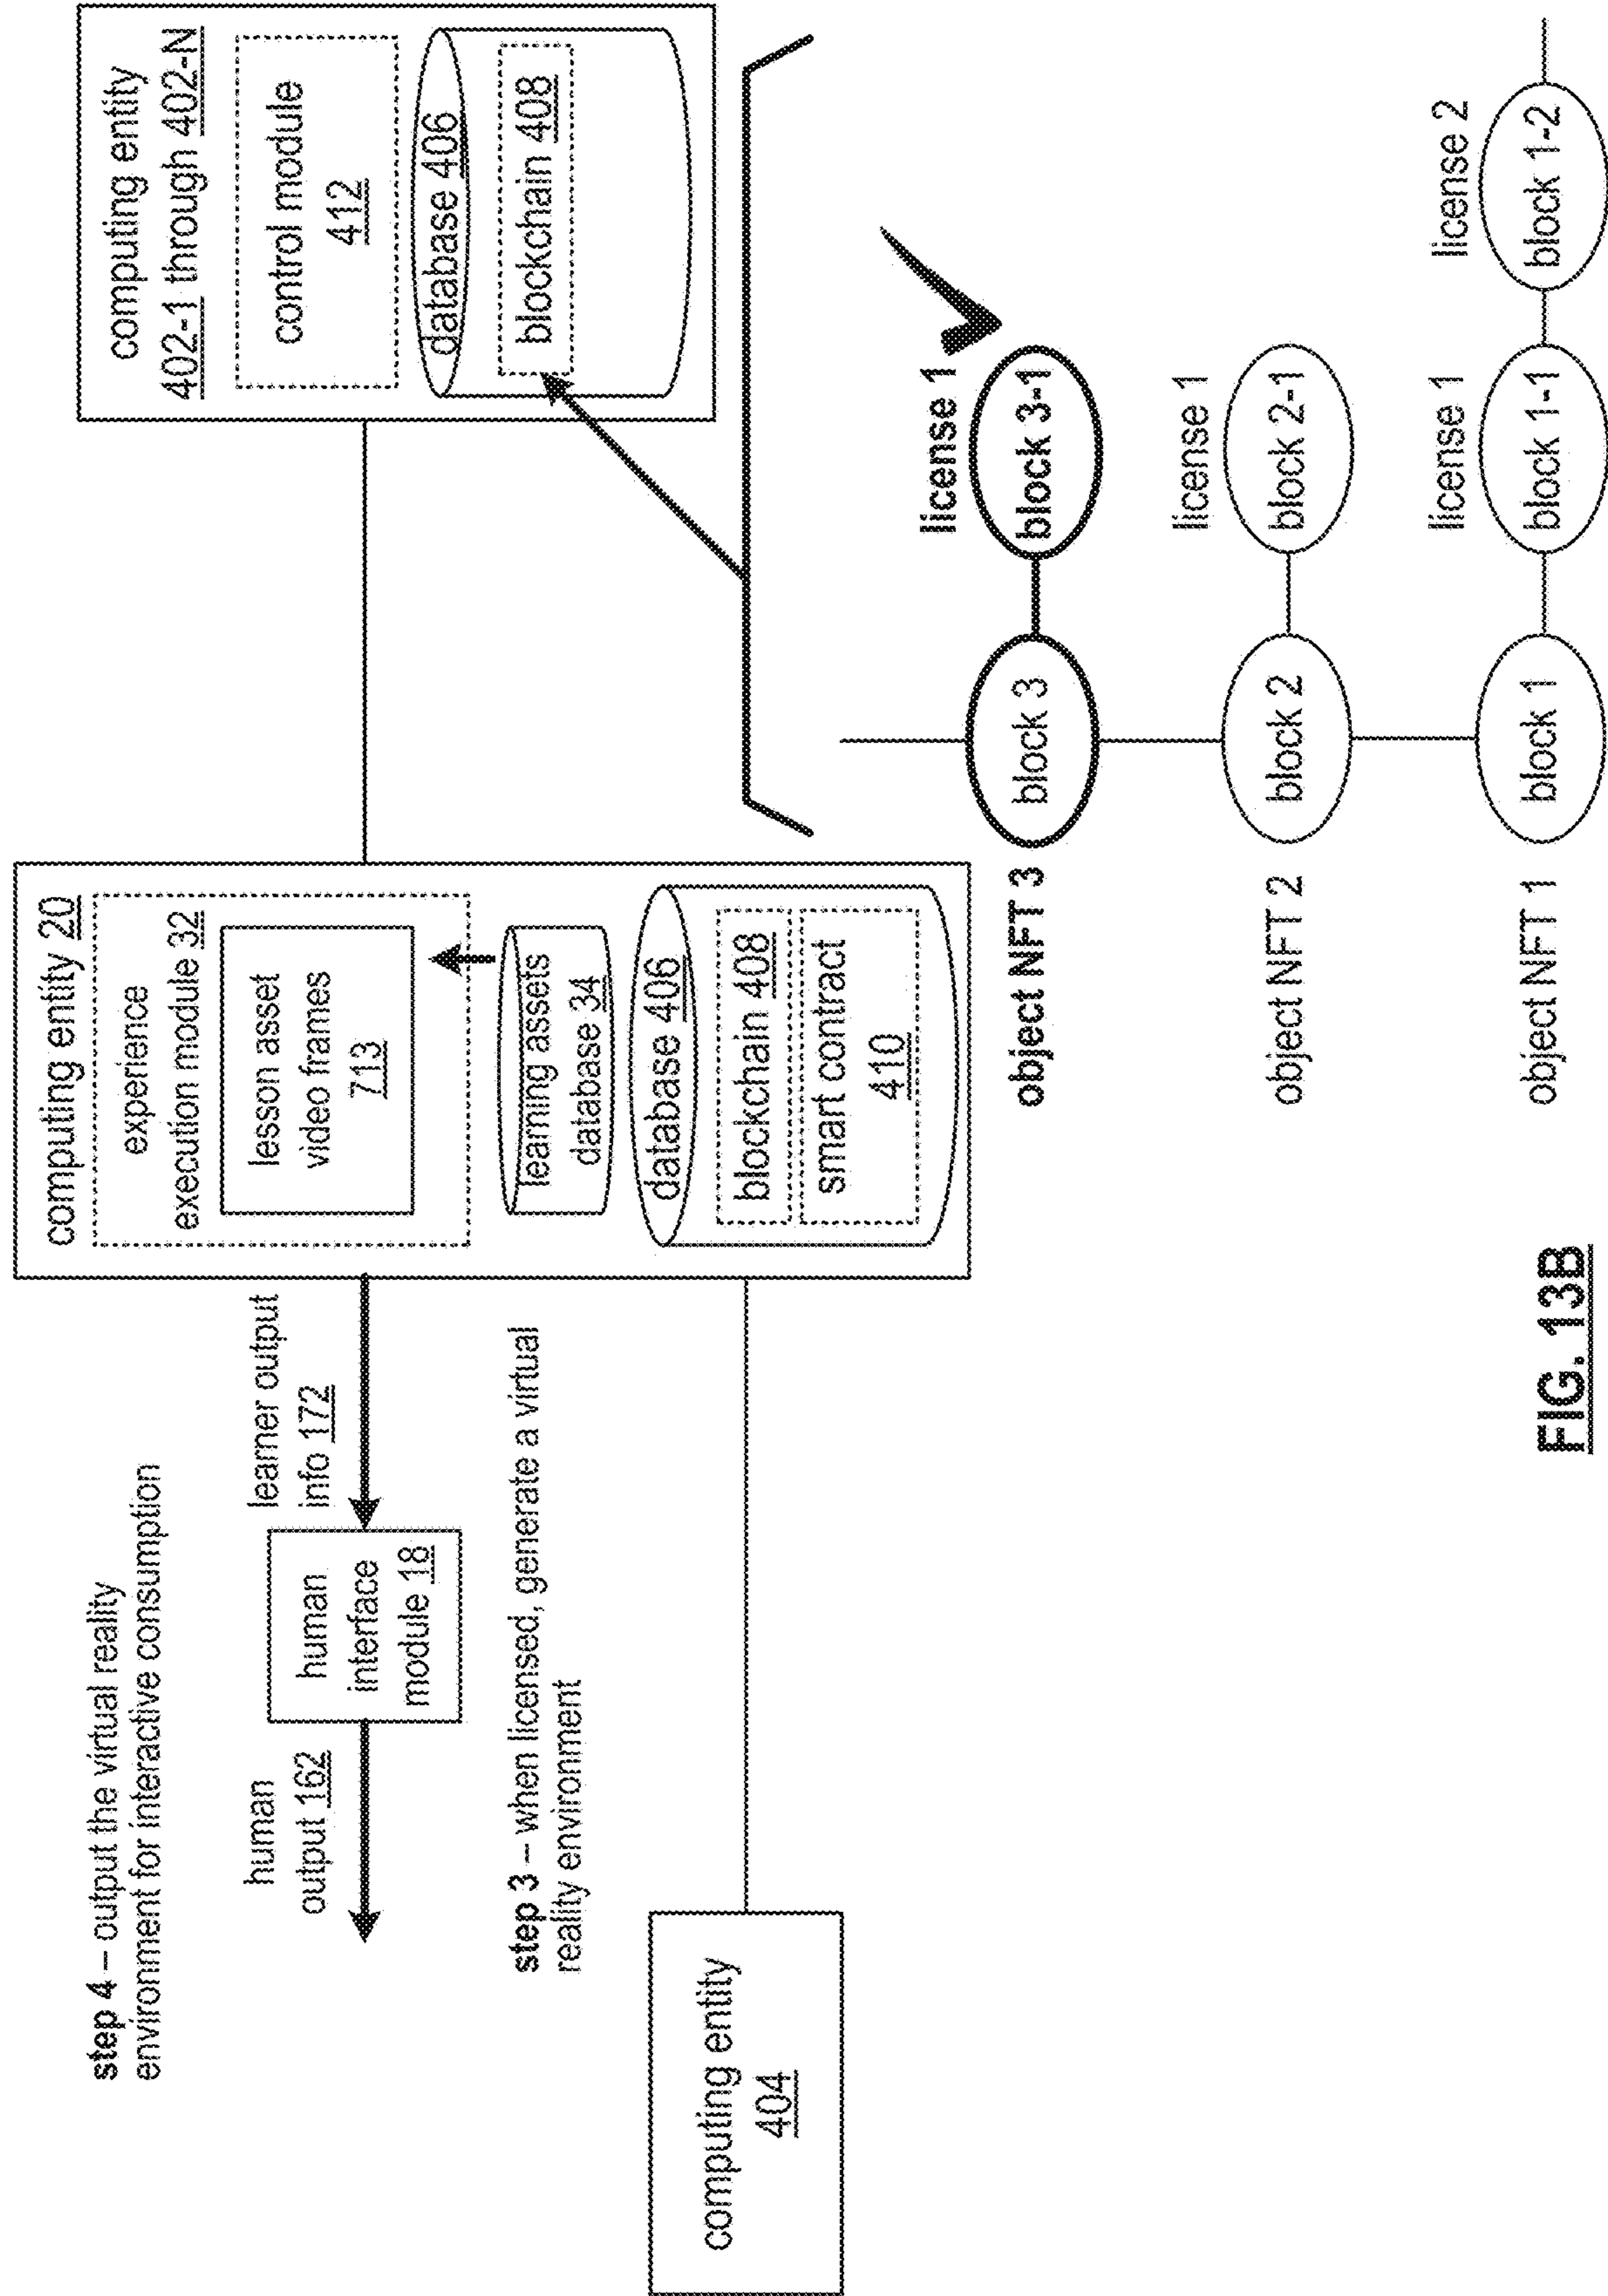 step 4 – output the virtual reality
environment for interactive consumption
human
output 162
human
interface
module 18
learner output
info 172
step 3 – when licensed, generate a virtual
reality environment
computing entity
404
computing entity 20
experience
execution module 32
lesson asset
video frames
713
learning assets
database 34
database 406
blockchain 408
smart contract
410
computing entity
402-1 through 402-N
control module
412
database 406
blockchain 408
license 1
object NFT 3
block 3
block 3-1
license 1
object NFT 2
block 2
block 2-1
license 1
license 2
object NFT 1
block 1
block 1-1
block 1-2
FIG. 13B